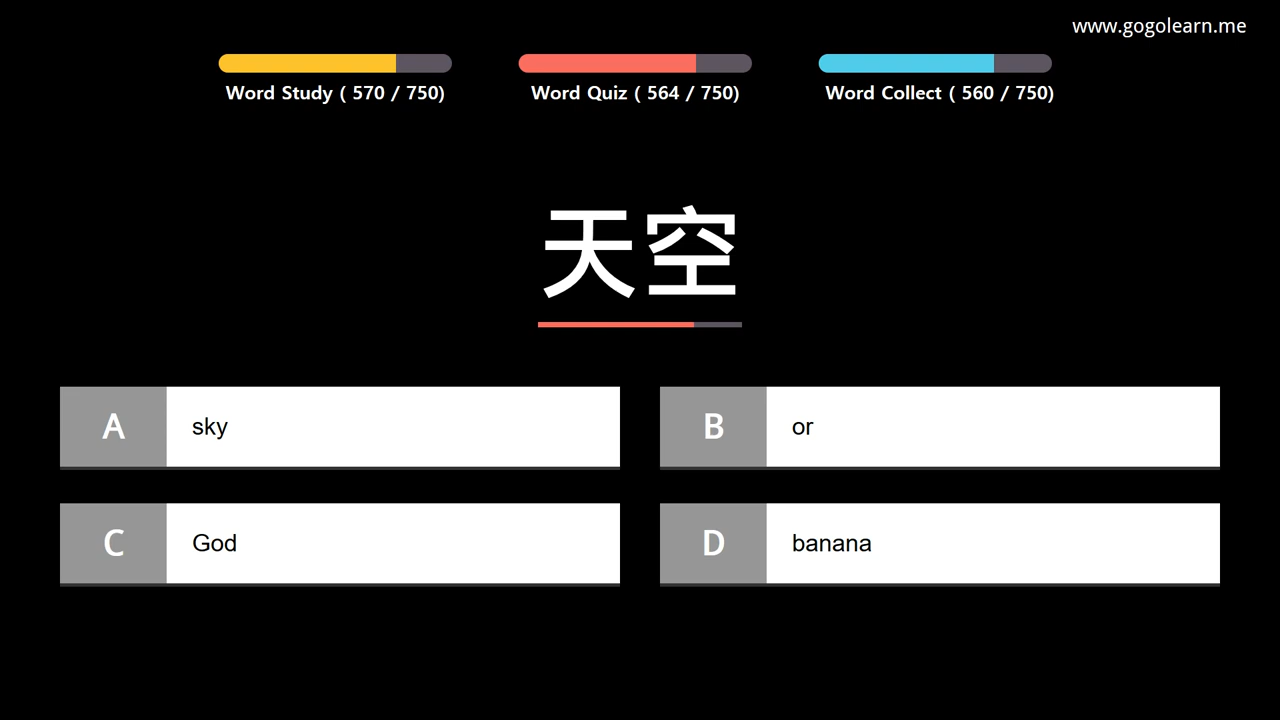 www.gogolearn.me
Word Study ( 570 / 750)
Word Quiz ( 564 / 750)
Word Collect ( 560 / 750)
天空
A sky
B or
C God
D banana